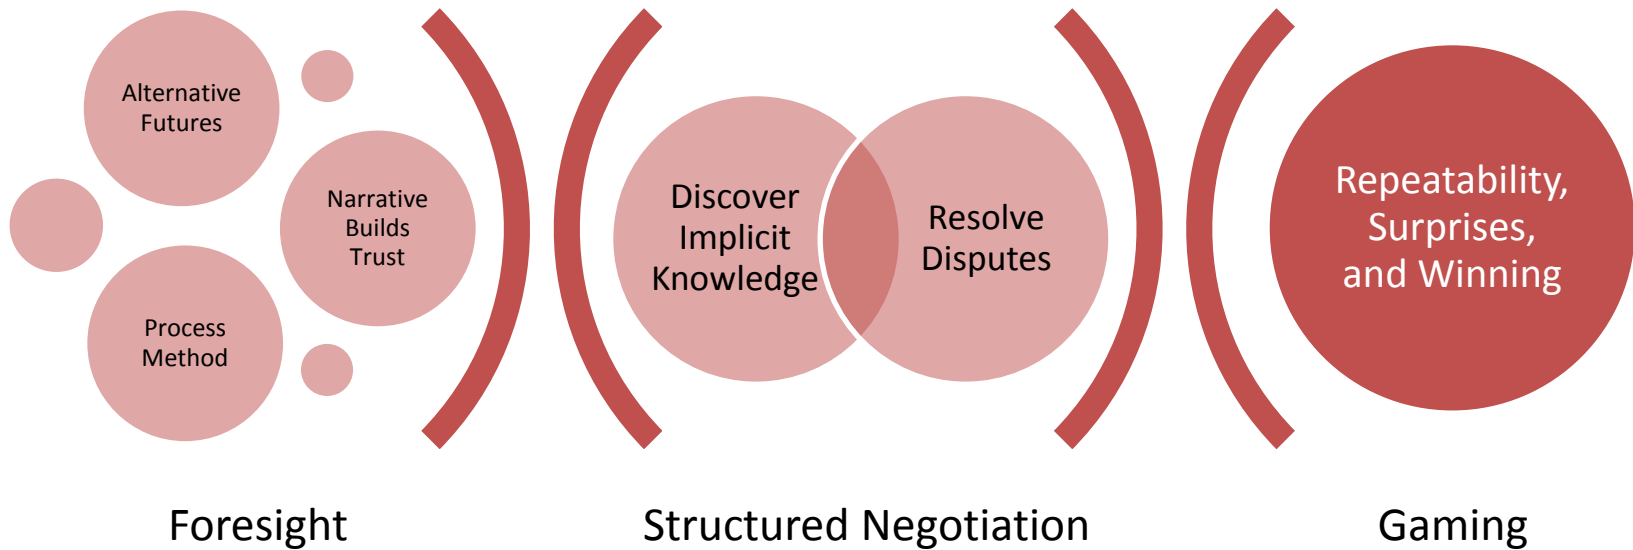 Alternative
Futures
Narrative
Builds
Trust
Process
Method
Discover
Implicit
Knowledge
Resolve
Disputes
Repeatability,
Surprises,
and Winning
Foresight
Structured Negotiation
Gaming